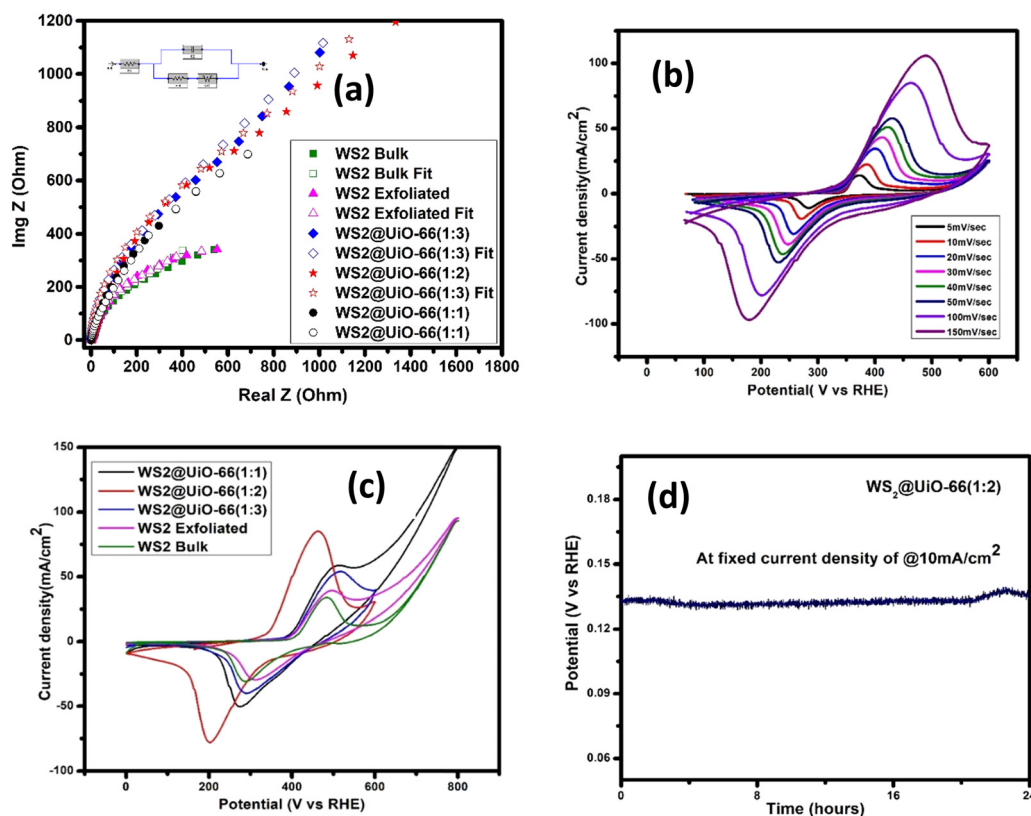 (a)
1200
1000
800
600
400
200
0
Img Z (Ohm)
WS2 Bulk
WS2 Bulk Fit
WS2 Exfoliated
WS2 Exfoliated Fit
WS2@UiO-66(1:3)
WS2@UiO-66(1:3) Fit
WS2@UiO-66(1:2)
WS2@UiO-66(1:3) Fit
WS2@UiO-66(1:1)
WS2@UiO-66(1:1)
0 200 400 600 800 1000 1200 1400 1600 1800
Real Z (Ohm)
(b)
100
50
0
-50
-100
Current density(mA/cm²)
5mV/sec
10mV/sec
20mV/sec
30mV/sec
40mV/sec
50mV/sec
100mV/sec
150mV/sec
0 100 200 300 400 500 600
Potential( V vs RHE)
(c)
150
100
50
0
-50
-100
Current density(mA/cm²)
WS2@UiO-66(1:1)
WS2@UiO-66(1:2)
WS2@UiO-66(1:3)
WS2 Exfoliated
WS2 Bulk
0 200 400 600 800
Potential (V vs RHE)
(d)
WS₂@UiO-66(1:2)
At fixed current density of @10mA/cm²
0.18
0.15
0.12
0.09
0.06
Potential (V vs RHE)
0 8 16 24
Time (hours)